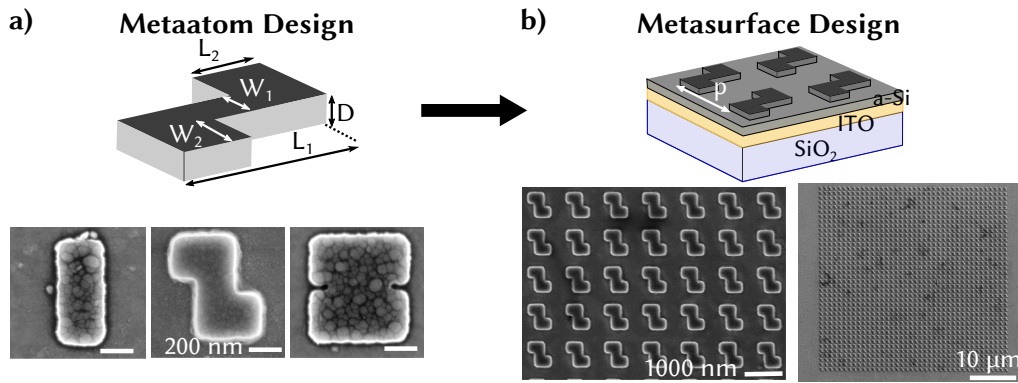 a)
Metaatom Design
L₂
W₁
W₂
D
L₁
200 nm
b)
Metasurface Design
p
a-Si
ITO
SiO₂
1000 nm
10 μm